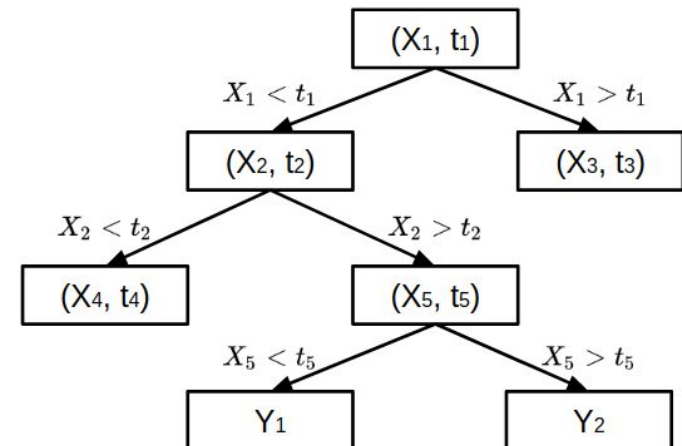 (X1, t1)
X1 < t1
X1 > t1
(X2, t2)
(X3, t3)
X2 < t2
X2 > t2
(X4, t4)
(X5, t5)
X5 < t5
X5 > t5
Y1
Y2